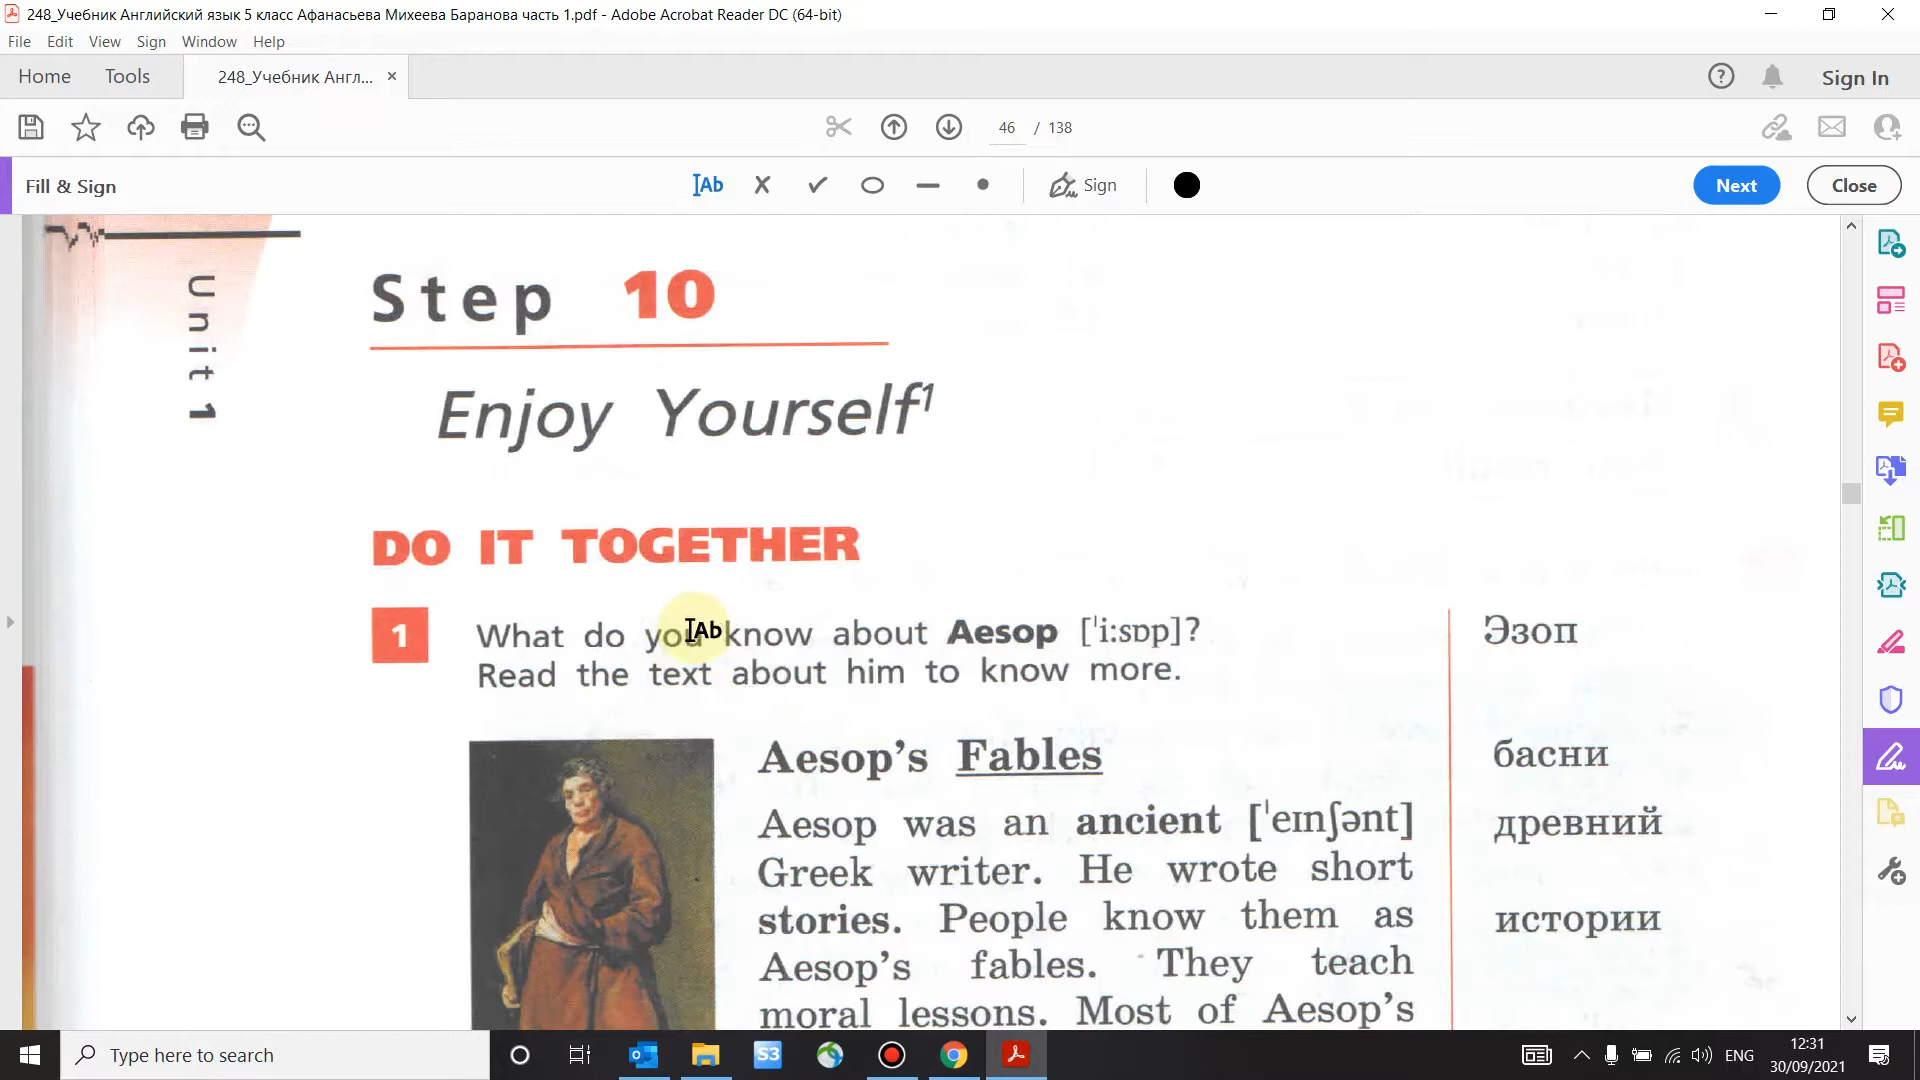 248_Учебник Английский язык 5 класс Афанасьева Михеева Баранова часть 1.pdf - Adobe Acrobat Reader DC (64-bit)
File Edit View Sign Window Help
Home Tools 248_Учебник Англ... Sign In
46 / 138
Fill & Sign Ab Sign Next Close
Unit 1
Step 10
Enjoy Yourself¹
DO IT TOGETHER
1 What do you know about Aesop [ˈi:sɒp]? Эзоп
Read the text about him to know more.
Aesop's Fables басни
Aesop was an ancient [ˈeɪnʃənt] древний
Greek writer. He wrote short
stories. People know them as истории
Aesop's fables. They teach
moral lessons. Most of Aesop's
Type here to search S3 ENG 12:31
30/09/2021